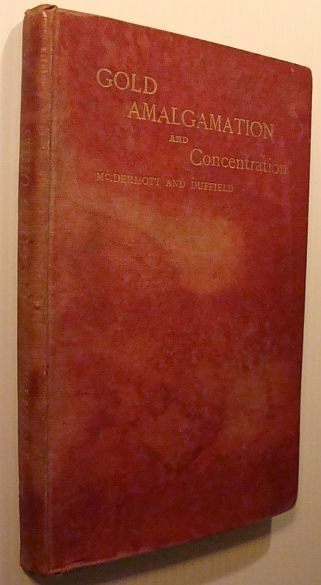 GOLD
AMALGAMATION
AND
Concentration
MC.DERMOTT AND DUFFIELD